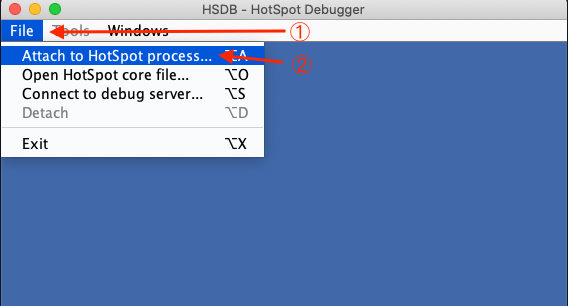 HSDB - HotSpot Debugger
File Tools Windows ①
Attach to HotSpot process... ⌥A ②
Open HotSpot core file... ⌥O
Connect to debug server... ⌥S
Detach ⌥D
Exit ⌥X